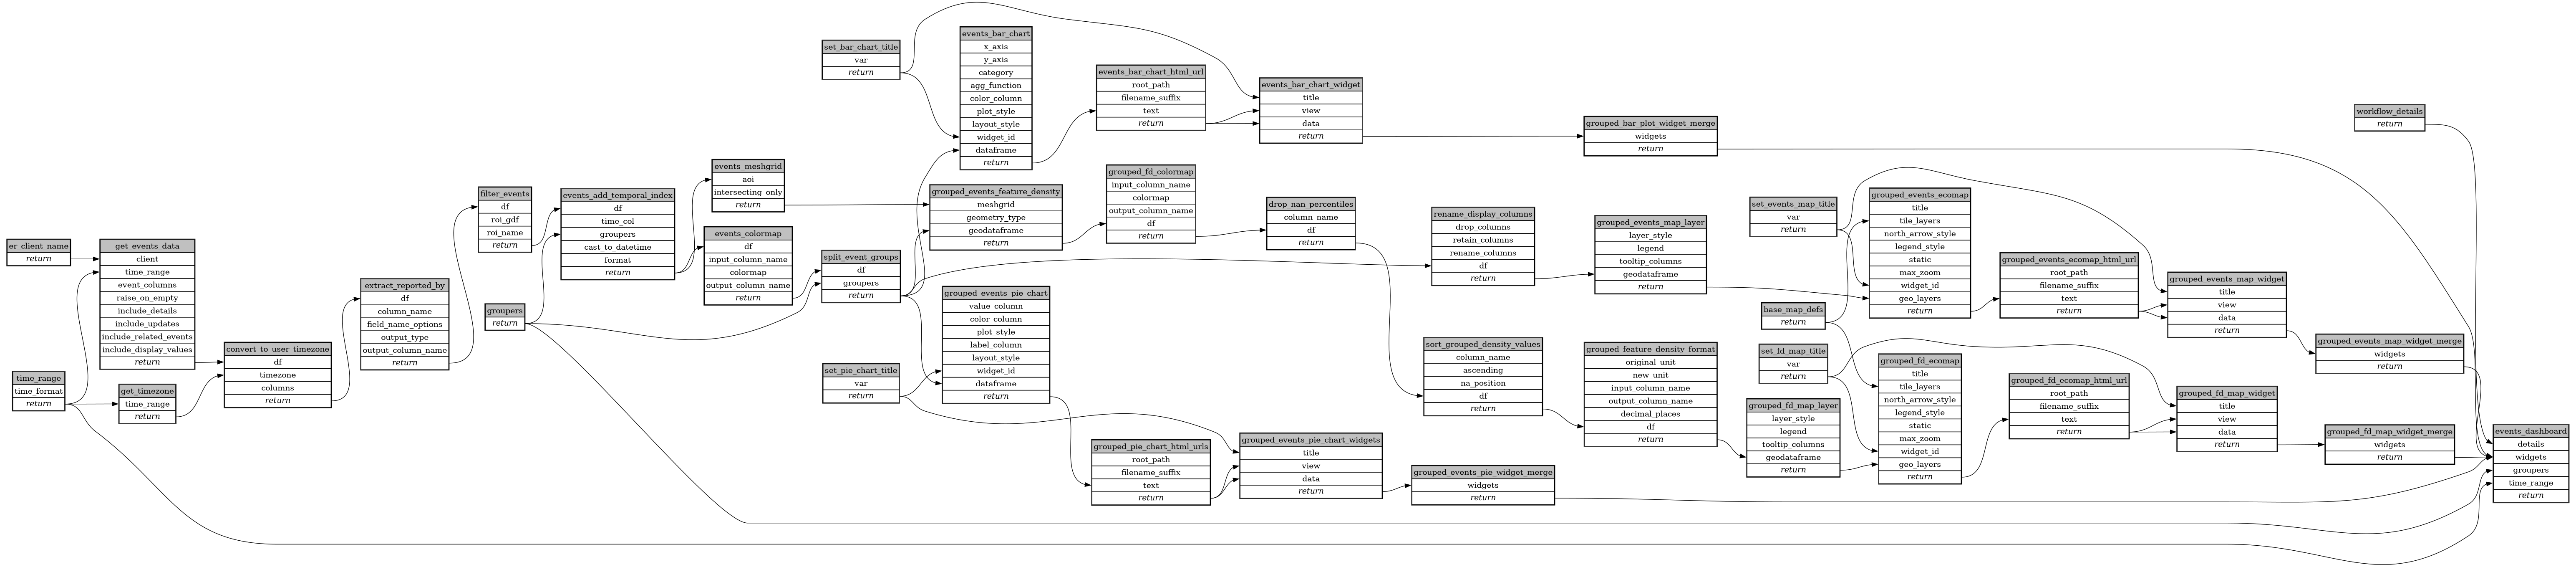 er_client_name
return
time_range
time_format
return
get_events_data
client
time_range
event_columns
raise_on_empty
include_details
include_updates
include_related_events
include_display_values
return
get_timezone
time_range
return
convert_to_user_timezone
df
timezone
columns
return
extract_reported_by
df
column_name
field_name_options
output_type
output_column_name
return
filter_events
df
roi_gdf
roi_name
return
groupers
return
events_add_temporal_index
df
time_col
groupers
cast_to_datetime
format
return
events_meshgrid
aoi
intersecting_only
return
events_colormap
df
input_column_name
colormap
output_column_name
return
set_bar_chart_title
var
return
split_event_groups
df
groupers
return
set_pie_chart_title
var
return
events_bar_chart
x_axis
y_axis
category
agg_function
color_column
plot_style
layout_style
widget_id
dataframe
return
grouped_events_feature_density
meshgrid
geometry_type
geodataframe
return
grouped_events_pie_chart
value_column
color_column
plot_style
label_column
layout_style
widget_id
dataframe
return
events_bar_chart_html_url
root_path
filename_suffix
text
return
grouped_fd_colormap
input_column_name
colormap
output_column_name
df
return
grouped_pie_chart_html_urls
root_path
filename_suffix
text
return
events_bar_chart_widget
title
view
data
return
drop_nan_percentiles
column_name
df
return
grouped_events_pie_chart_widgets
title
view
data
return
rename_display_columns
drop_columns
retain_columns
rename_columns
df
return
sort_grouped_density_values
column_name
ascending
na_position
df
return
grouped_events_pie_widget_merge
widgets
return
grouped_bar_plot_widget_merge
widgets
return
grouped_events_map_layer
layer_style
legend
tooltip_columns
geodataframe
return
grouped_feature_density_format
original_unit
new_unit
input_column_name
output_column_name
decimal_places
df
return
set_events_map_title
var
return
base_map_defs
return
set_fd_map_title
var
return
grouped_fd_map_layer
layer_style
legend
tooltip_columns
geodataframe
return
grouped_events_ecomap
title
tile_layers
north_arrow_style
legend_style
static
max_zoom
widget_id
geo_layers
return
grouped_fd_ecomap
title
tile_layers
north_arrow_style
legend_style
static
max_zoom
widget_id
geo_layers
return
grouped_events_ecomap_html_url
root_path
filename_suffix
text
return
grouped_fd_ecomap_html_url
root_path
filename_suffix
text
return
grouped_events_map_widget
title
view
data
return
grouped_fd_map_widget
title
view
data
return
workflow_details
return
grouped_events_map_widget_merge
widgets
return
grouped_fd_map_widget_merge
widgets
return
events_dashboard
details
widgets
groupers
time_range
return